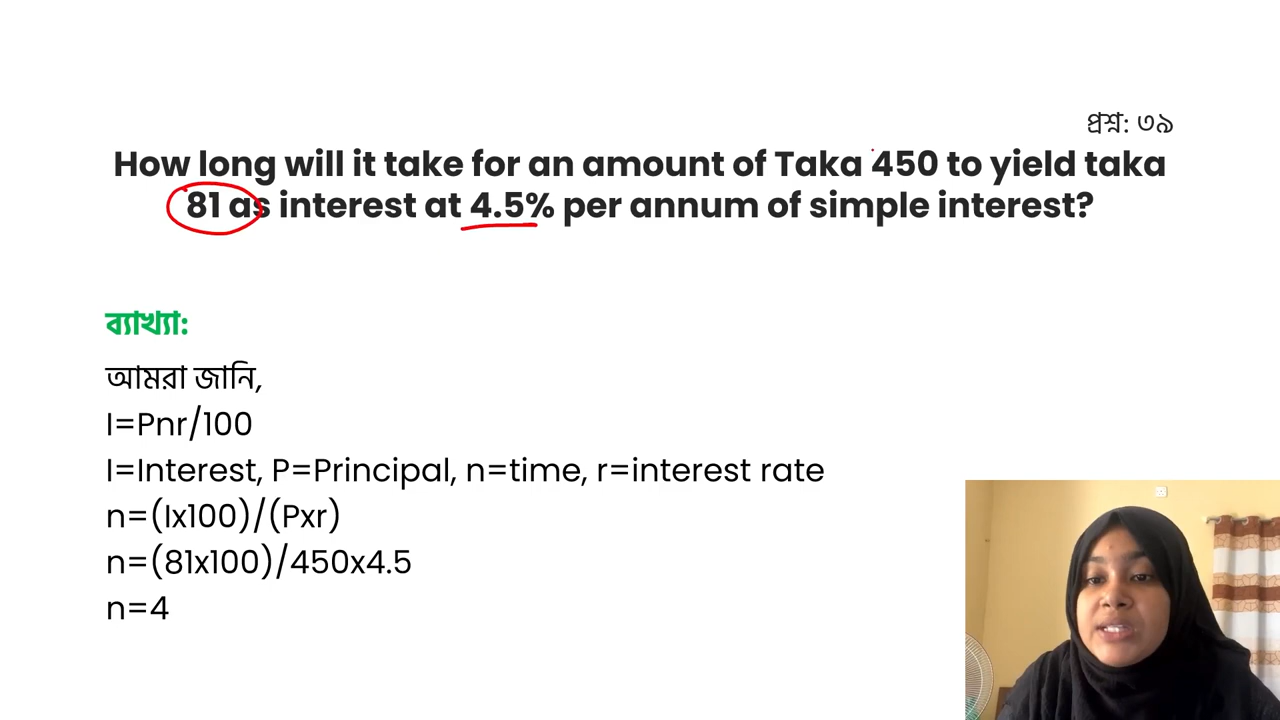 প্রশ্ন: ৩৯
How long will it take for an amount of Taka 450 to yield taka
81 as interest at 4.5% per annum of simple interest?
ব্যাখ্যা:
আমরা জানি,
I=Pnr/100
I=Interest, P=Principal, n=time, r=interest rate
n=(Ix100)/(Pxr)
n=(81x100)/450x4.5
n=4